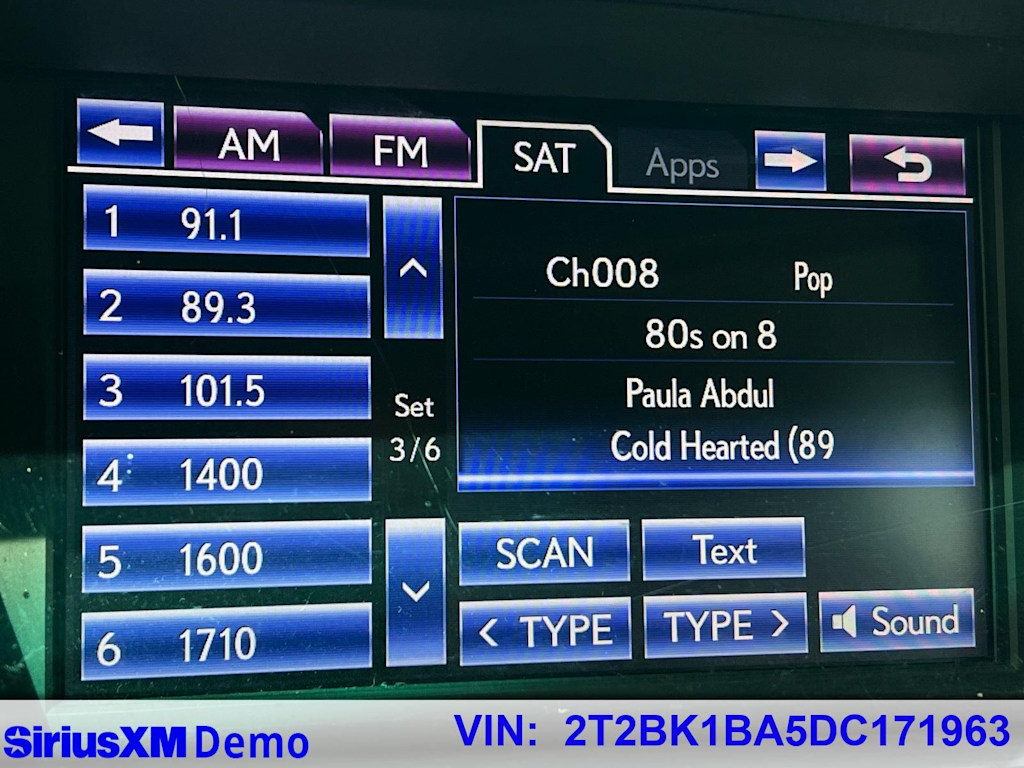 AM FM SAT Apps
1 91.1
2 89.3
3 101.5
4 1400
5 1600
6 1710
Set
3/6
Ch008 Pop
80s on 8
Paula Abdul
Cold Hearted (89
SCAN Text
< TYPE TYPE > Sound
SiriusXM Demo VIN: 2T2BK1BA5DC171963